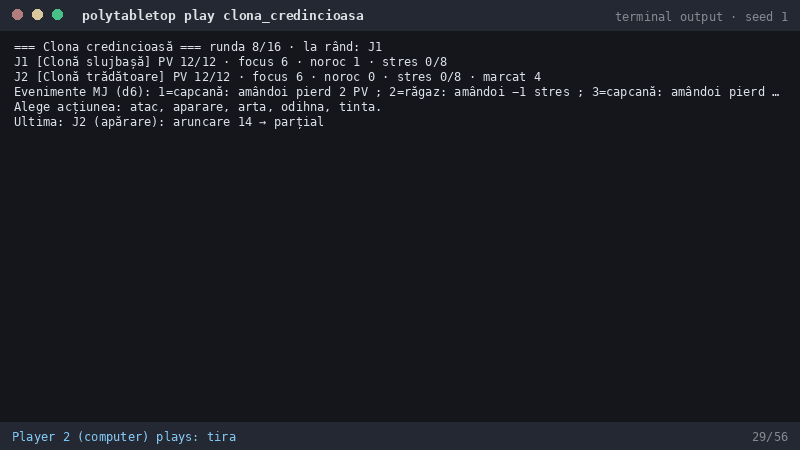 polytabletop play clona_credincioasa
terminal output · seed 1
=== Clona credincioasă === runda 8/16 · la rând: J1
J1 [Clonă slujbașă] PV 12/12 · focus 6 · noroc 1 · stres 0/8
J2 [Clonă trădătoare] PV 12/12 · focus 6 · noroc 0 · stres 0/8 · marcat 4
Evenimente MJ (d6): 1=capcană: amândoi pierd 2 PV ; 2=răgaz: amândoi −1 stres ; 3=capcană: amândoi pierd …
Alege acțiunea: atac, aparare, arta, odihna, tinta.
Ultima: J2 (apărare): aruncare 14 → parțial
Player 2 (computer) plays: tira
29/56